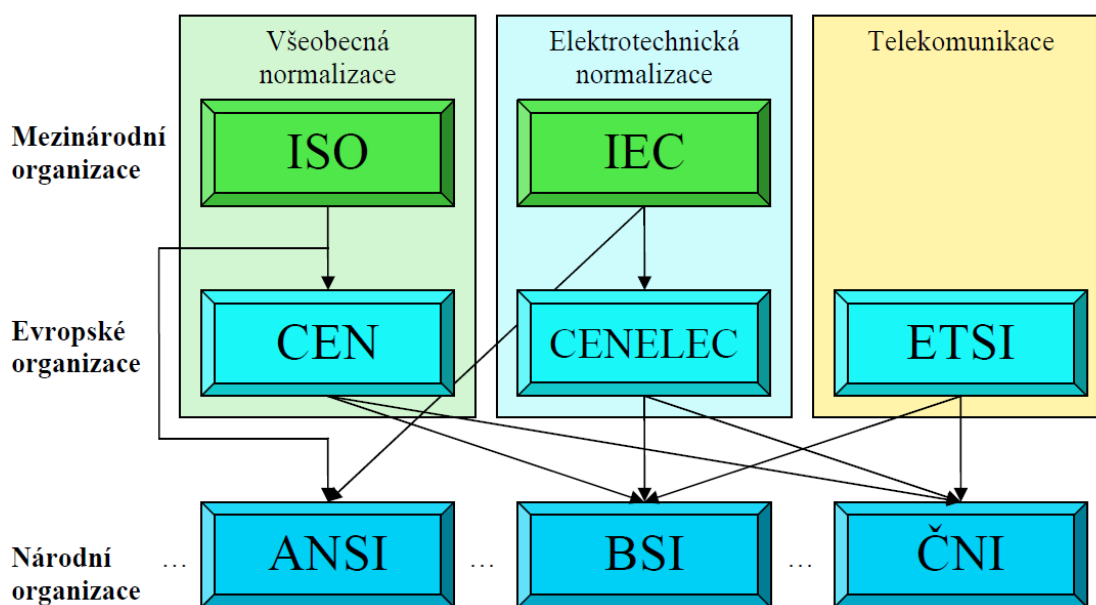 Všeobecná
normalizace
Elektrotechnická
normalizace
Telekomunikace
Mezinárodní
organizace
ISO
IEC
Evropské
organizace
CEN
CENELEC
ETSI
Národní
organizace
...
ANSI
...
BSI
...
ČNI